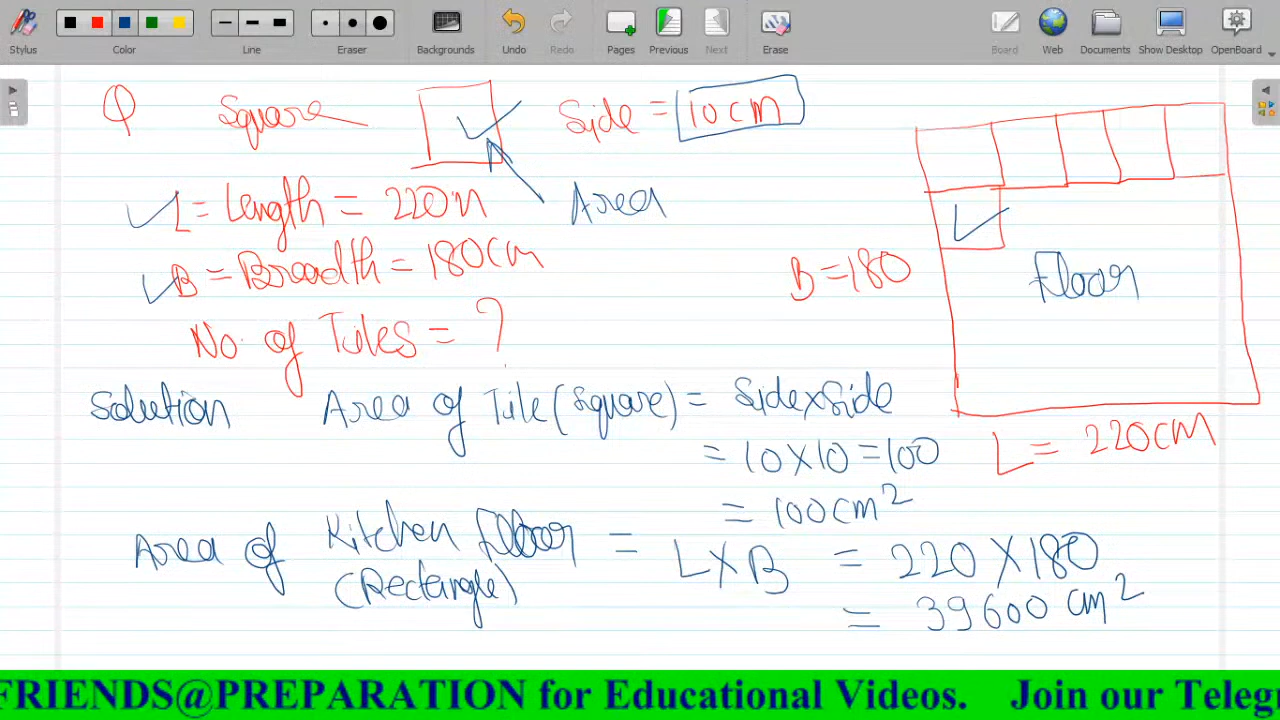 Stylus Color Line Eraser Backgrounds Undo Redo Pages Previous Next Erase Board Web Documents Show Desktop OpenBoard
Q Square Side = 10 cm
L = Length = 220 Area
B = Breadth = 180 cm
No. of Tiles = ?
B = 180
Floor
L = 220 cm
Solution Area of Tile (Square) = Side × Side
= 10 × 10 = 100
= 100 cm²
Area of Kitchen Floor = L × B = 220 × 180
(Rectangle)
= 39600 cm²
FRIENDS@PREPARATION for Educational Videos. Join our Teleg